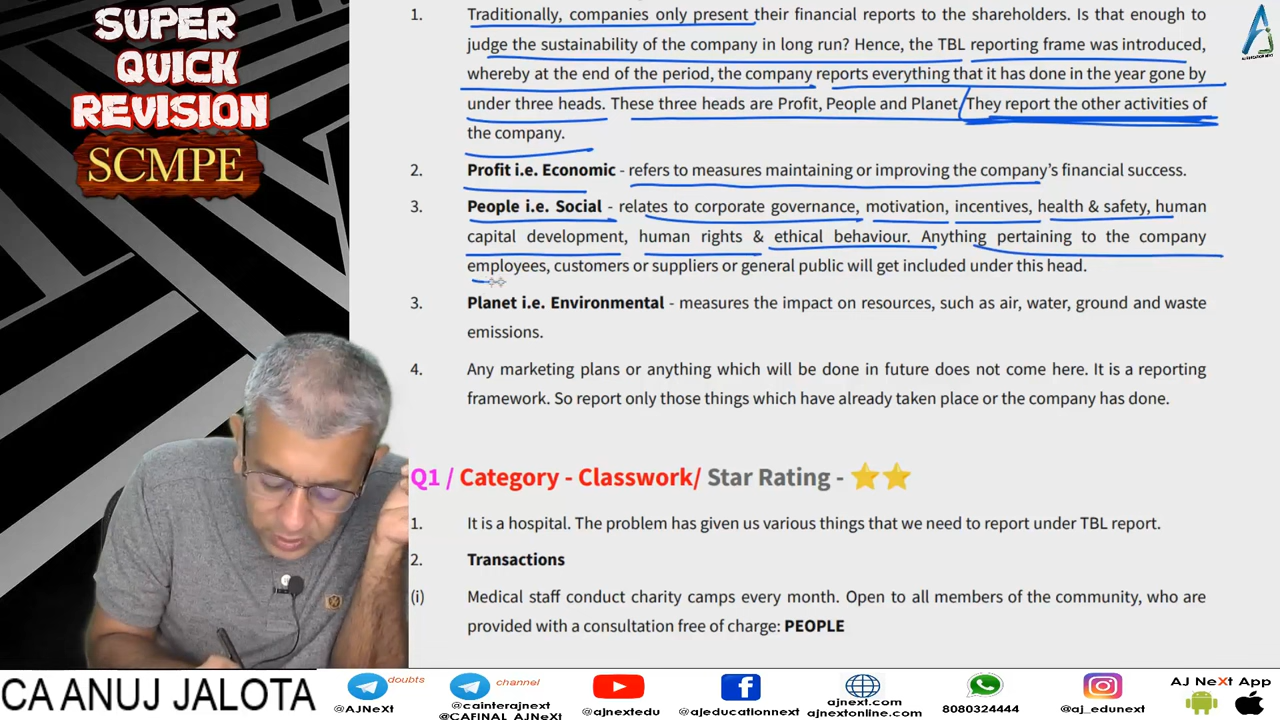 SUPER
QUICK
REVISION
SCMPE
1. Traditionally, companies only present their financial reports to the shareholders. Is that enough to
judge the sustainability of the company in long run? Hence, the TBL reporting frame was introduced,
whereby at the end of the period, the company reports everything that it has done in the year gone by
under three heads. These three heads are Profit, People and Planet They report the other activities of
the company.
2. Profit i.e. Economic - refers to measures maintaining or improving the company's financial success.
3. People i.e. Social - relates to corporate governance, motivation, incentives, health & safety, human
capital development, human rights & ethical behaviour. Anything pertaining to the company
employees, customers or suppliers or general public will get included under this head.
3. Planet i.e. Environmental - measures the impact on resources, such as air, water, ground and waste
emissions.
4. Any marketing plans or anything which will be done in future does not come here. It is a reporting
framework. So report only those things which have already taken place or the company has done.
Q1 / Category - Classwork/ Star Rating - ⭐⭐
1. It is a hospital. The problem has given us various things that we need to report under TBL report.
2. Transactions
(i) Medical staff conduct charity camps every month. Open to all members of the community, who are
provided with a consultation free of charge: PEOPLE
CA ANUJ JALOTA
doubts
@AJNeXt
channel
@cainterajnext
@CAFINAL_AJNeXt
@ajnextedu
@ajeducationnext
ajnext.com
ajnextonline.com
8080324444
@aj_edunext
AJ NeXt App